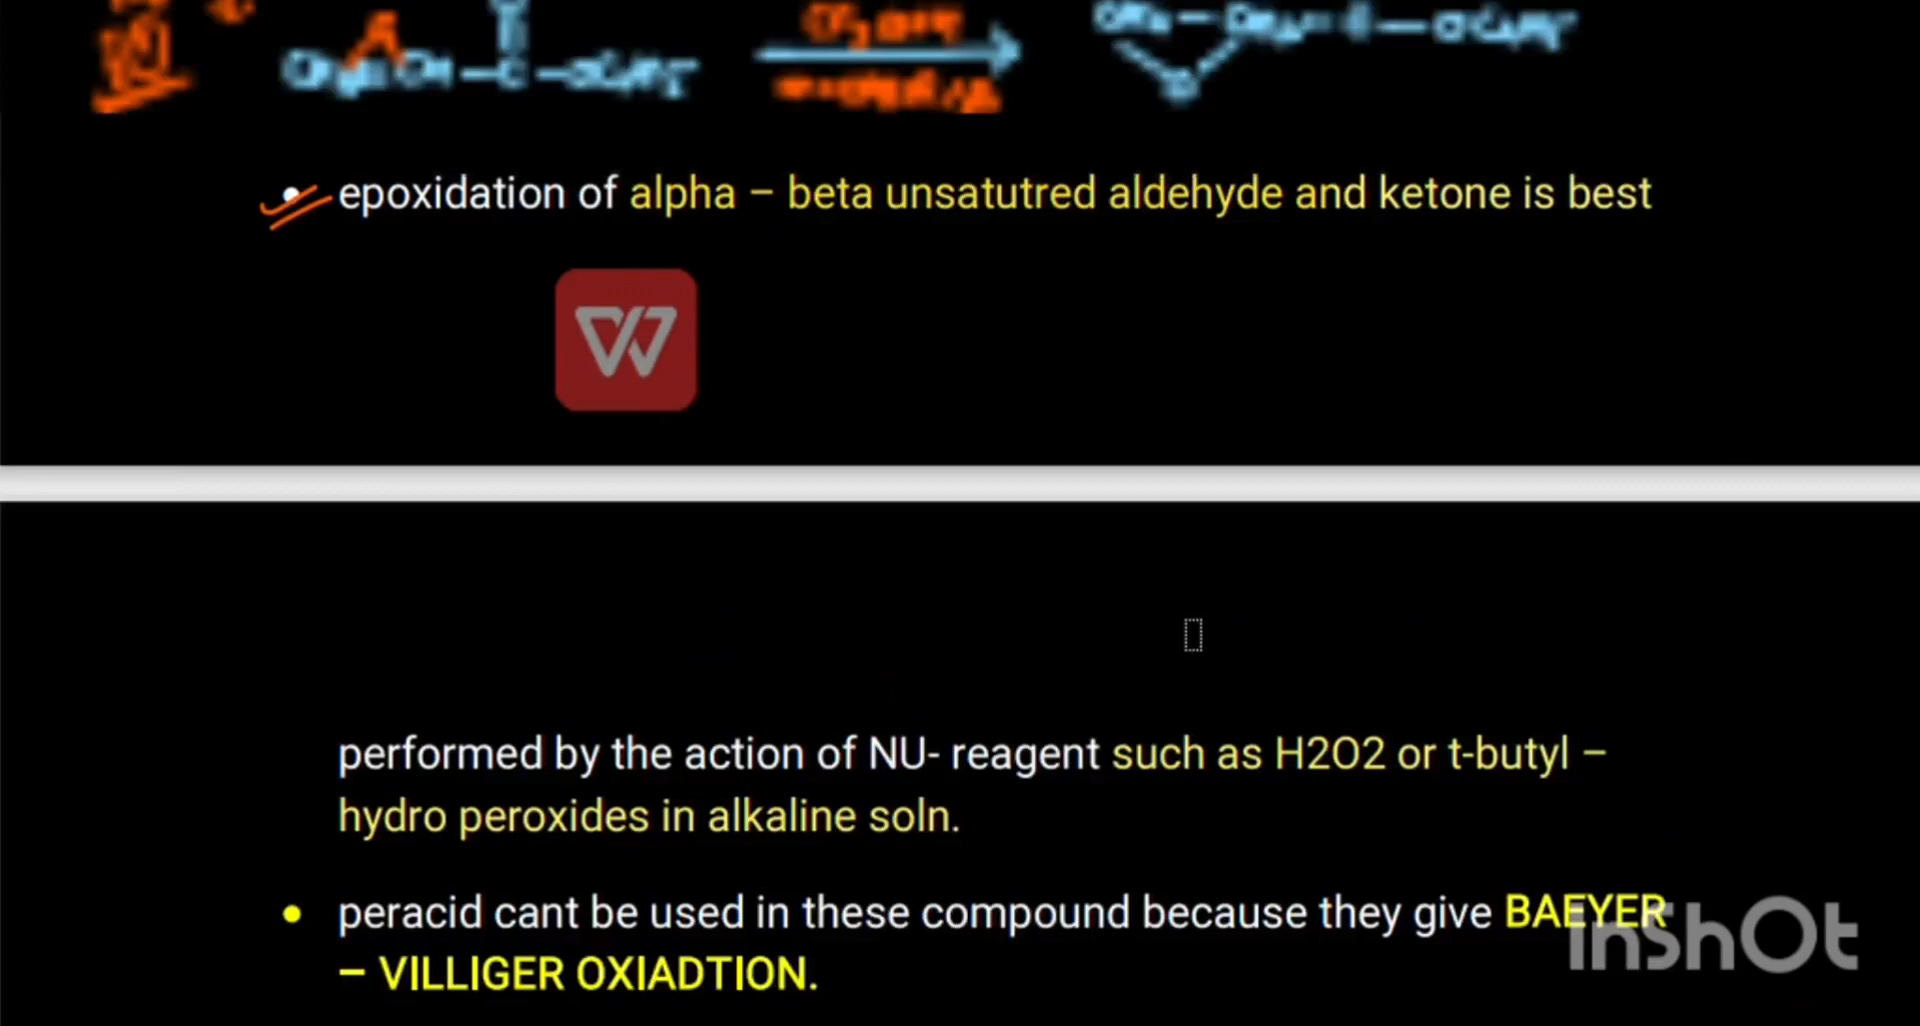 epoxidation of alpha – beta unsatutred aldehyde and ketone is best
performed by the action of NU- reagent such as H2O2 or t-butyl –
hydro peroxides in alkaline soln.
peracid cant be used in these compound because they give BAEYER
– VILLIGER OXIADTION.
InShOt